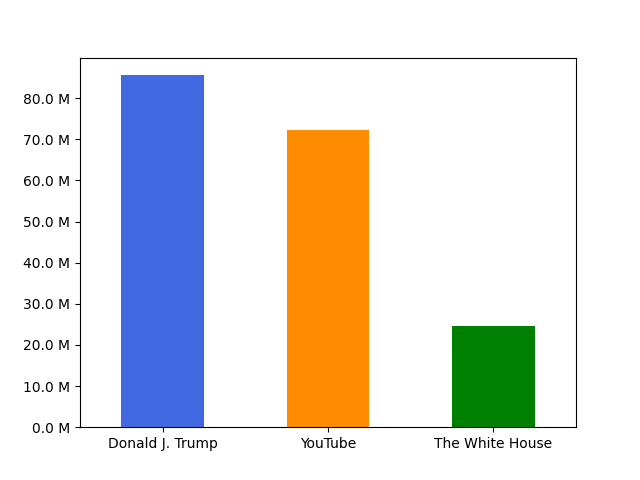 80.0 M
70.0 M
60.0 M
50.0 M
40.0 M
30.0 M
20.0 M
10.0 M
0.0 M
Donald J. Trump
YouTube
The White House